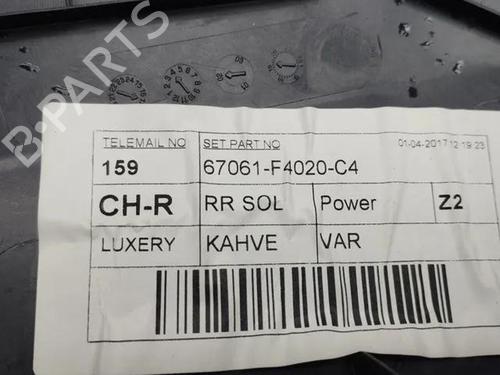 B-PARTS
TELEMAIL NO SET PART NO 01-04-2017 12 19 23
159 67061-F4020-C4
CH-R RR SOL Power Z2
LUXERY KAHVE VAR